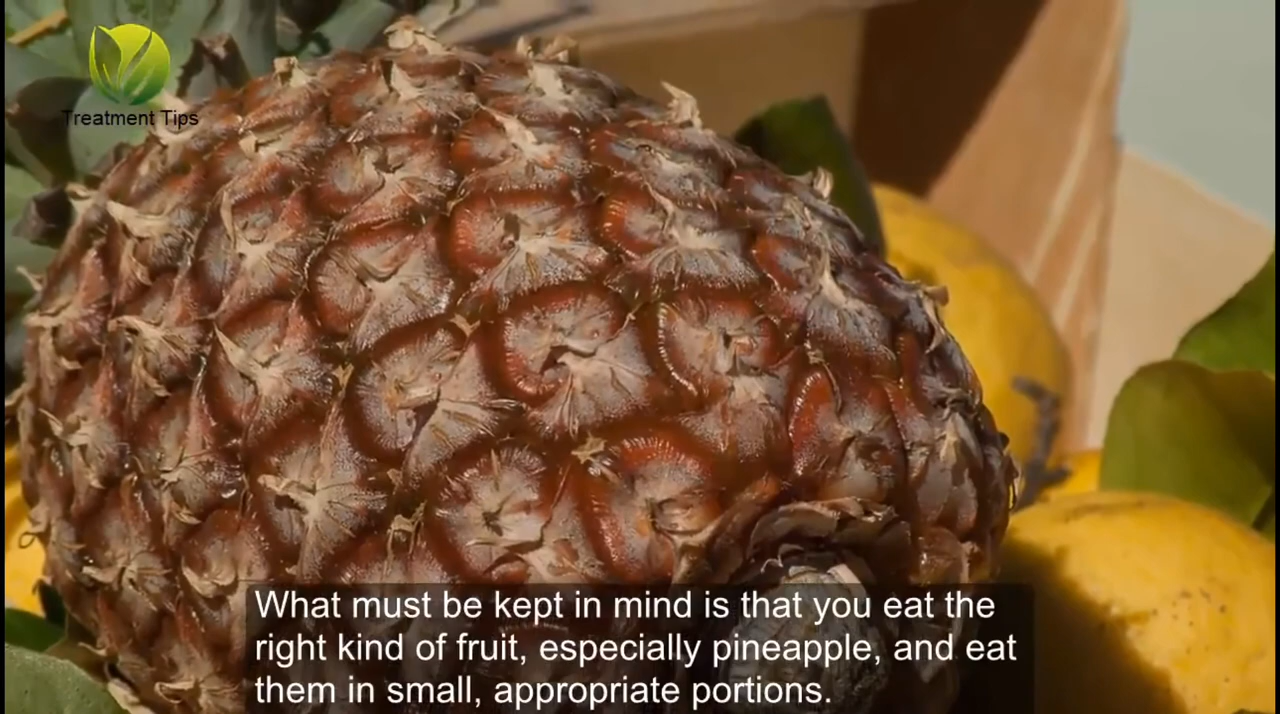 Treatment Tips
What must be kept in mind is that you eat the
right kind of fruit, especially pineapple, and eat
them in small, appropriate portions.